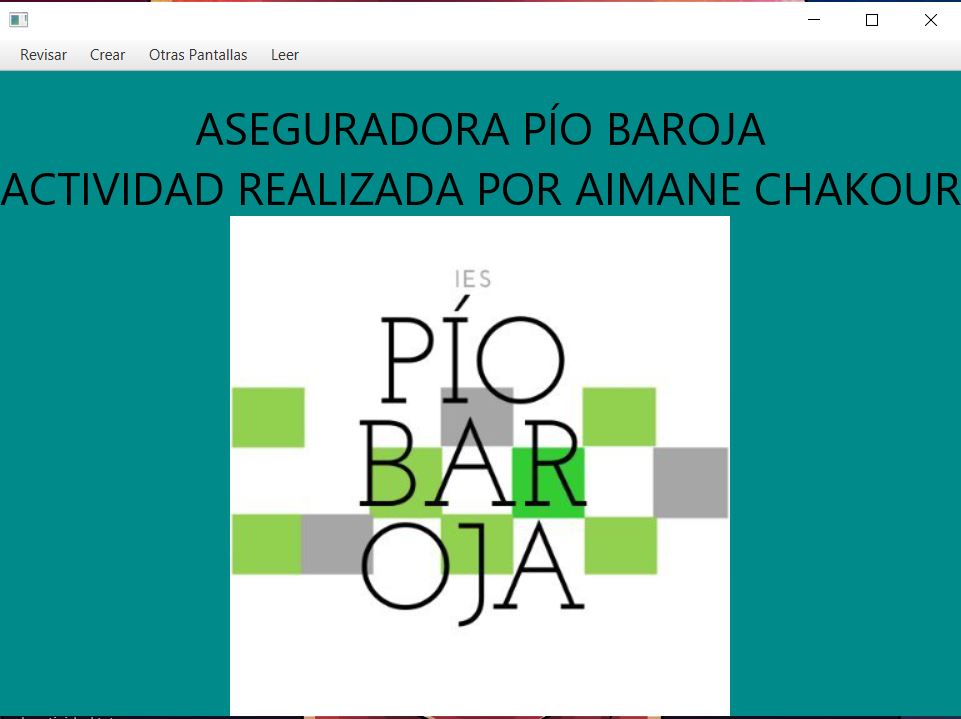 Revisar Crear Otras Pantallas Leer
ASEGURADORA PÍO BAROJA
ACTIVIDAD REALIZADA POR AIMANE CHAKOUR
IES
PÍO
BAR
OJA